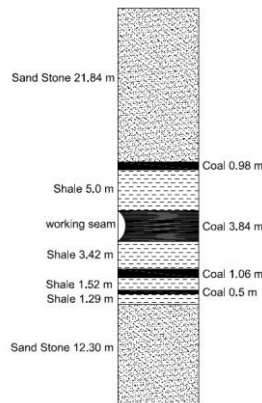 Sand Stone 21.84 m
Coal 0.98 m
Shale 5.0 m
working seam
Coal 3.84 m
Shale 3.42 m
Coal 1.06 m
Shale 1.52 m
Coal 0.5 m
Shale 1.29 m
Sand Stone 12.30 m